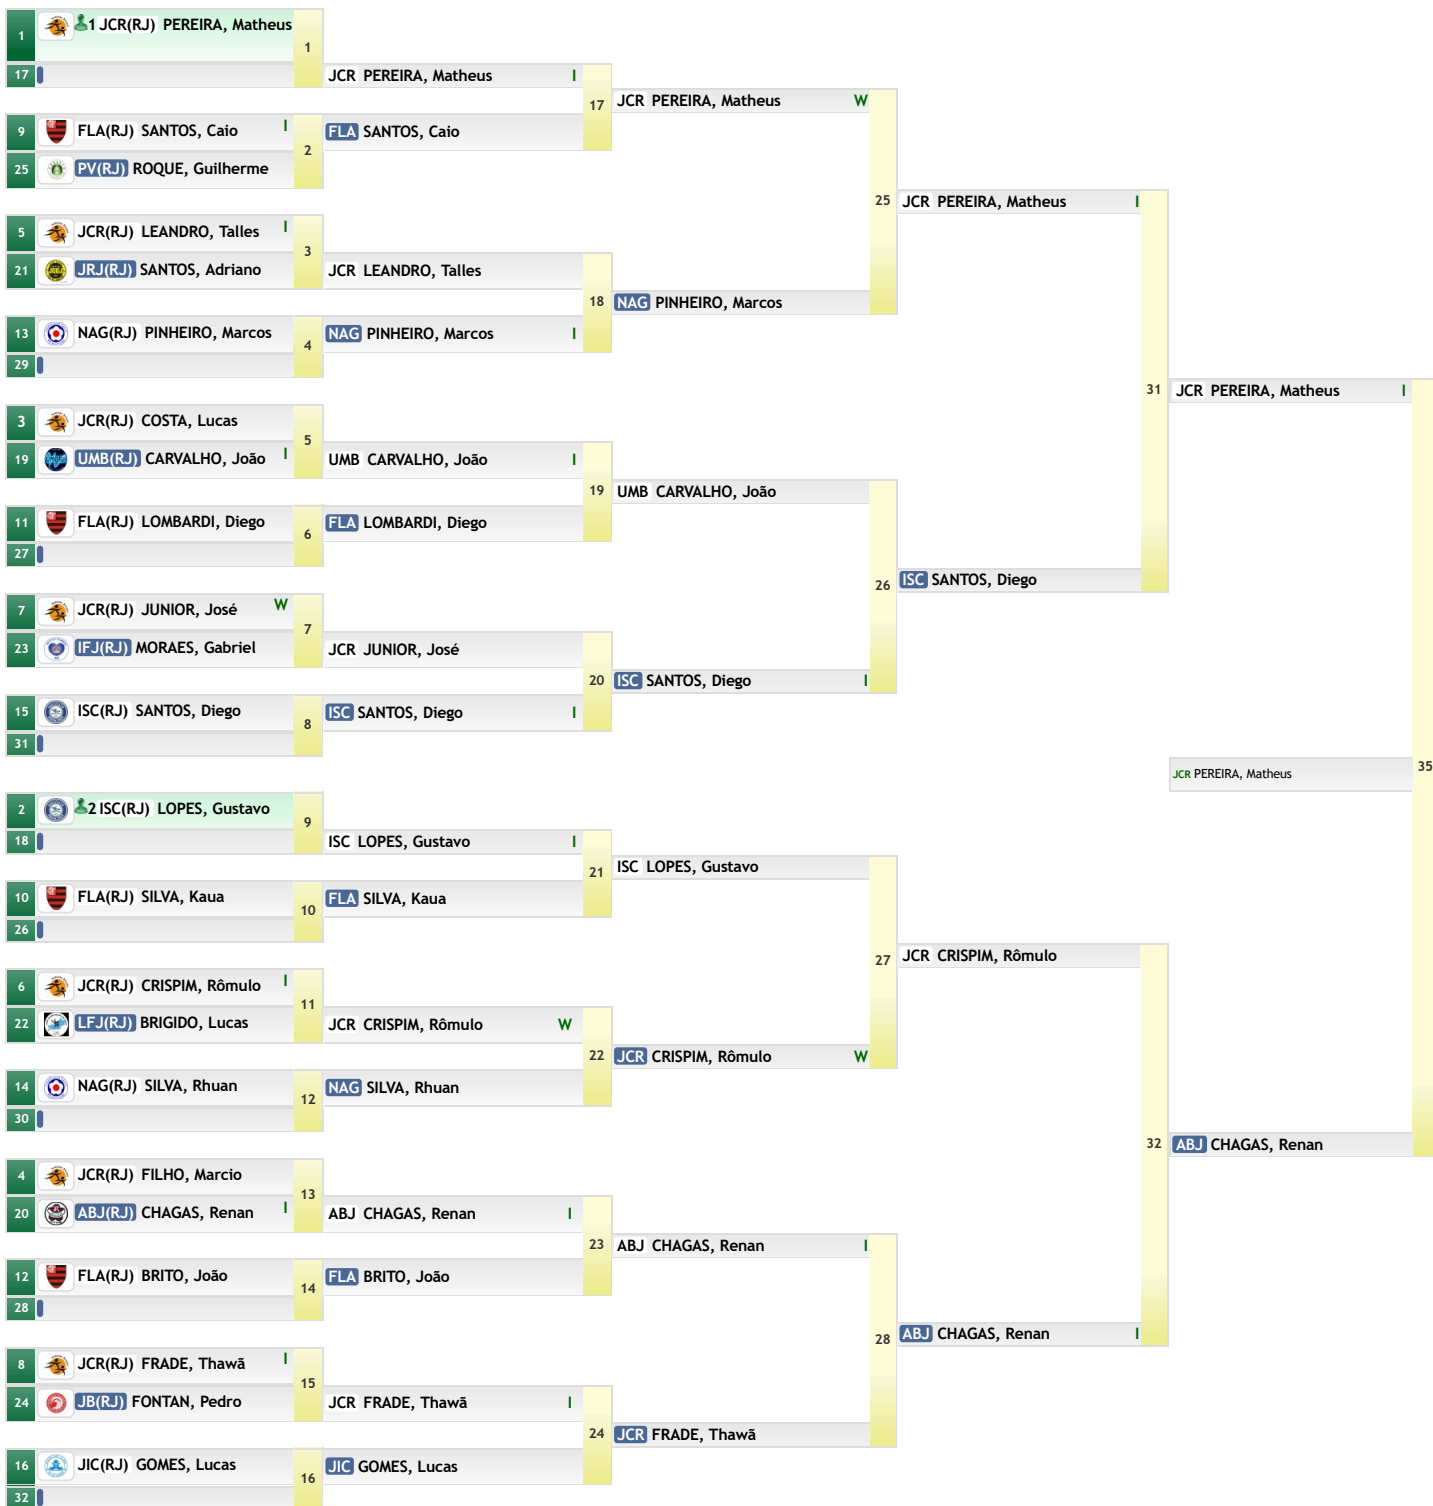 1 1 JCR(RJ) PEREIRA, Matheus
1
17
JCR PEREIRA, Matheus I
17
JCR PEREIRA, Matheus W
9 FLA(RJ) SANTOS, Caio I
2
FLA SANTOS, Caio
25 PV(RJ) ROQUE, Guilherme
25
JCR PEREIRA, Matheus I
5 JCR(RJ) LEANDRO, Talles I
3
21 JRJ(RJ) SANTOS, Adriano
JCR LEANDRO, Talles
18
NAG PINHEIRO, Marcos
13 NAG(RJ) PINHEIRO, Marcos
4
NAG PINHEIRO, Marcos I
29
31
JCR PEREIRA, Matheus I
3 JCR(RJ) COSTA, Lucas
5
19 UMB(RJ) CARVALHO, João I
UMB CARVALHO, João I
19
UMB CARVALHO, João
11 FLA(RJ) LOMBARDI, Diego
6
FLA LOMBARDI, Diego
27
26
ISC SANTOS, Diego
7 JCR(RJ) JUNIOR, José W
7
23 IFJ(RJ) MORAES, Gabriel
JCR JUNIOR, José
20
ISC SANTOS, Diego I
15 ISC(RJ) SANTOS, Diego
8
ISC SANTOS, Diego I
31
35
JCR PEREIRA, Matheus
2 2 ISC(RJ) LOPES, Gustavo
9
18
ISC LOPES, Gustavo I
21
ISC LOPES, Gustavo
10 FLA(RJ) SILVA, Kaua
10
FLA SILVA, Kaua
26
27
JCR CRISPIM, Rômulo
6 JCR(RJ) CRISPIM, Rômulo I
11
22 LFJ(RJ) BRIGIDO, Lucas
JCR CRISPIM, Rômulo W
22
JCR CRISPIM, Rômulo W
14 NAG(RJ) SILVA, Rhuan
12
NAG SILVA, Rhuan
30
32
ABJ CHAGAS, Renan
4 JCR(RJ) FILHO, Marcio
13
20 ABJ(RJ) CHAGAS, Renan I
ABJ CHAGAS, Renan I
23
ABJ CHAGAS, Renan I
12 FLA(RJ) BRITO, João
14
FLA BRITO, João
28
28
ABJ CHAGAS, Renan I
8 JCR(RJ) FRADE, Thawã I
15
24 JB(RJ) FONTAN, Pedro
JCR FRADE, Thawã I
24
JCR FRADE, Thawã
16 JIC(RJ) GOMES, Lucas
16
JIC GOMES, Lucas
32